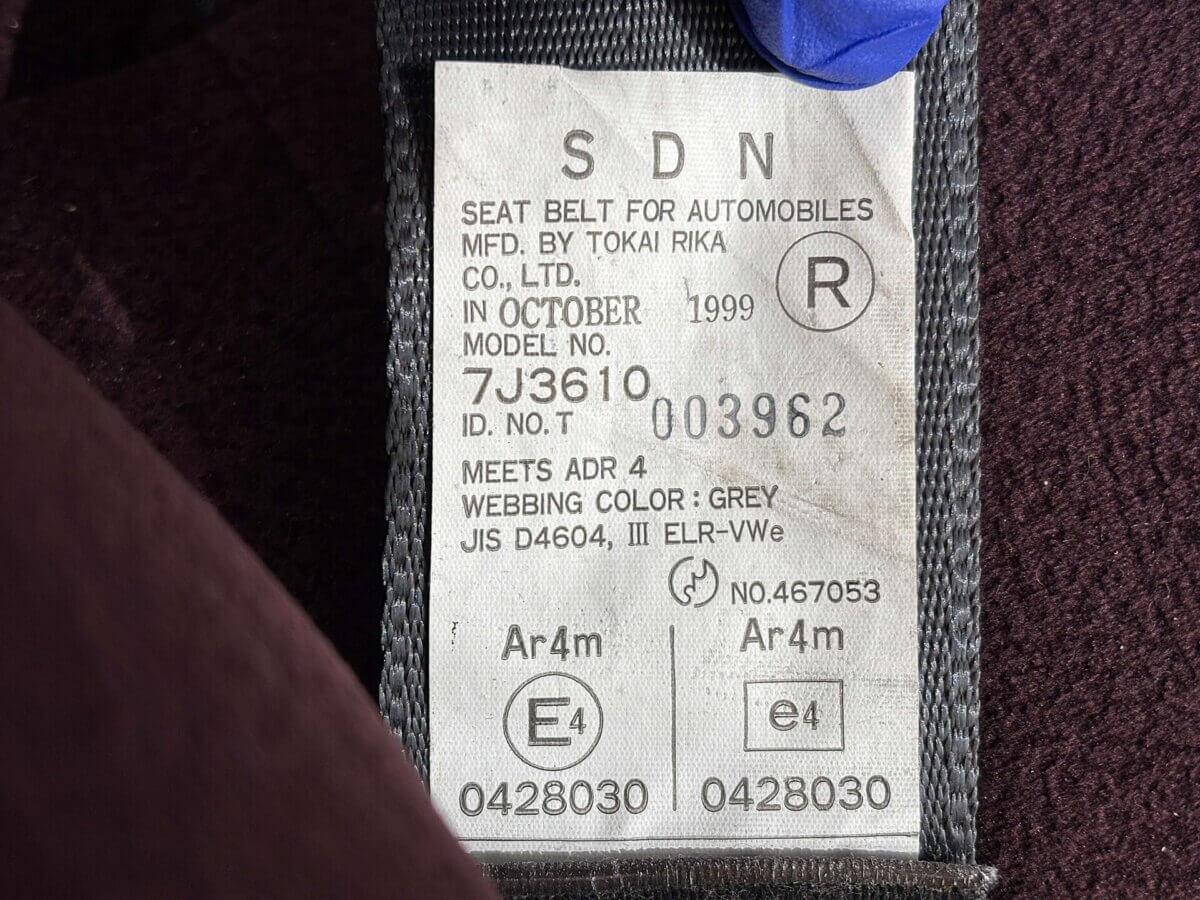 S D N
SEAT BELT FOR AUTOMOBILES
MFD. BY TOKAI RIKA
CO., LTD.
IN OCTOBER 1999
R
MODEL NO.
7J3610
ID. NO. T 003962
MEETS ADR 4
WEBBING COLOR : GREY
JIS D4604, III ELR-VWe
NO.467053
Ar4m
E4
0428030
Ar4m
e4
0428030